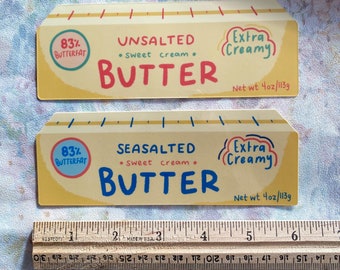 83%
BUTTERFAT
UNSALTED
• sweet cream •
BUTTER
Extra
Creamy
Net wt 4oz/113g
83%
BUTTERFAT
SEASALTED
• sweet cream •
BUTTER
Extra
Creamy
Net wt 4oz/113g
1 2 3 4 5 6